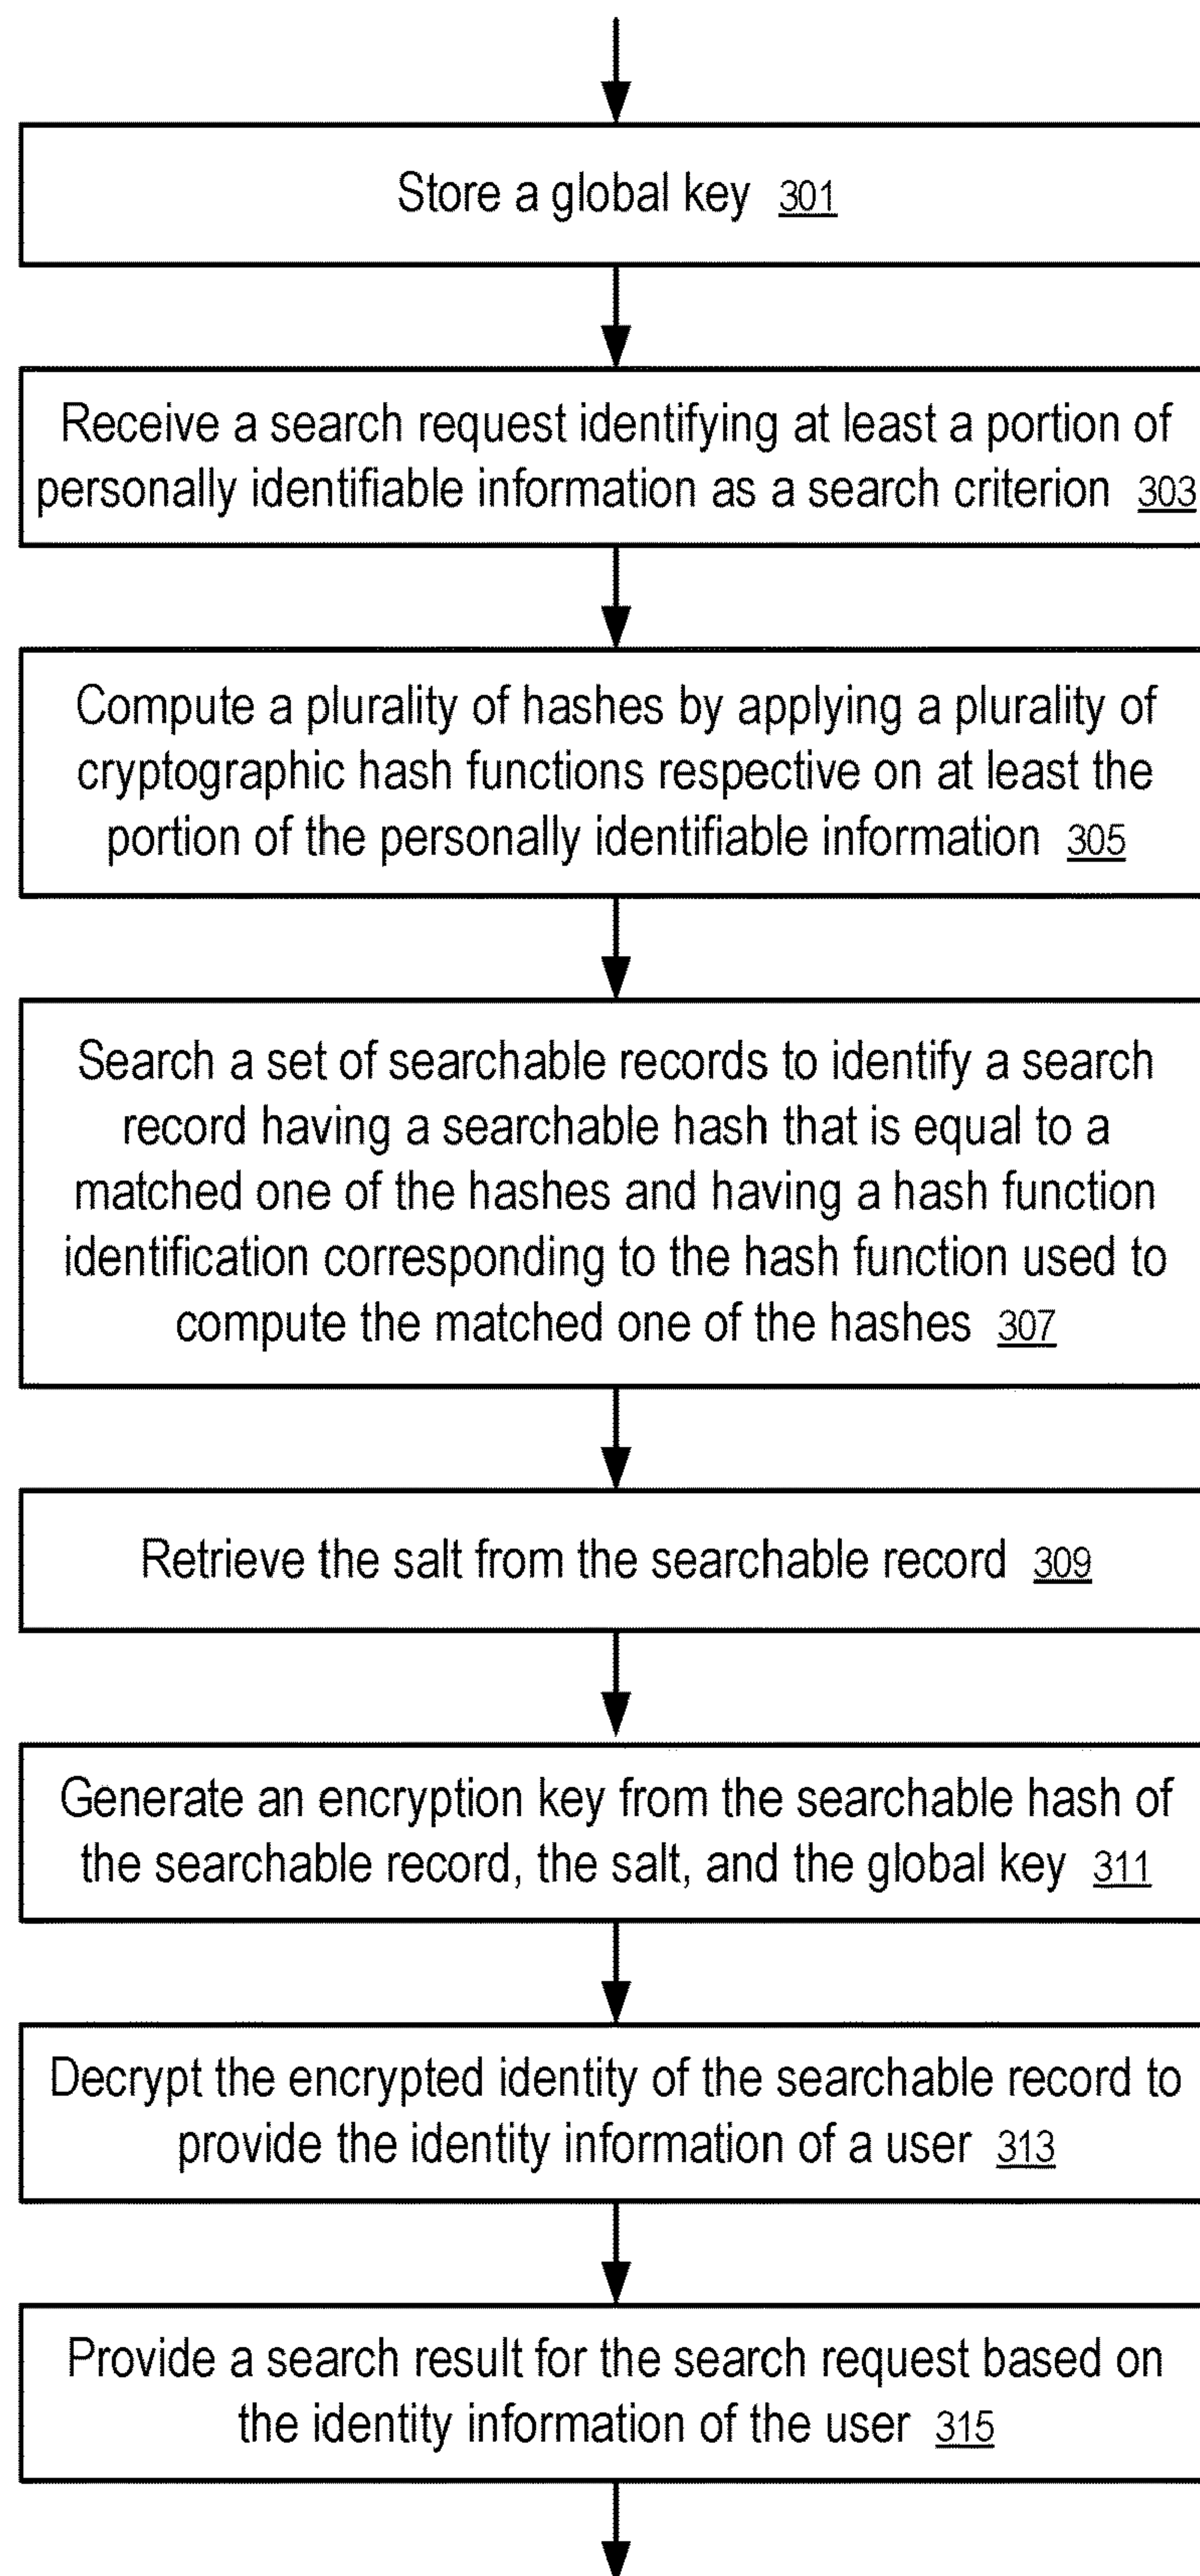 Store a global key 301
Receive a search request identifying at least a portion of
personally identifiable information as a search criterion 303
Compute a plurality of hashes by applying a plurality of
cryptographic hash functions respective on at least the
portion of the personally identifiable information 305
Search a set of searchable records to identify a search
record having a searchable hash that is equal to a
matched one of the hashes and having a hash function
identification corresponding to the hash function used to
compute the matched one of the hashes 307
Retrieve the salt from the searchable record 309
Generate an encryption key from the searchable hash of
the searchable record, the salt, and the global key 311
Decrypt the encrypted identity of the searchable record to
provide the identity information of a user 313
Provide a search result for the search request based on
the identity information of the user 315